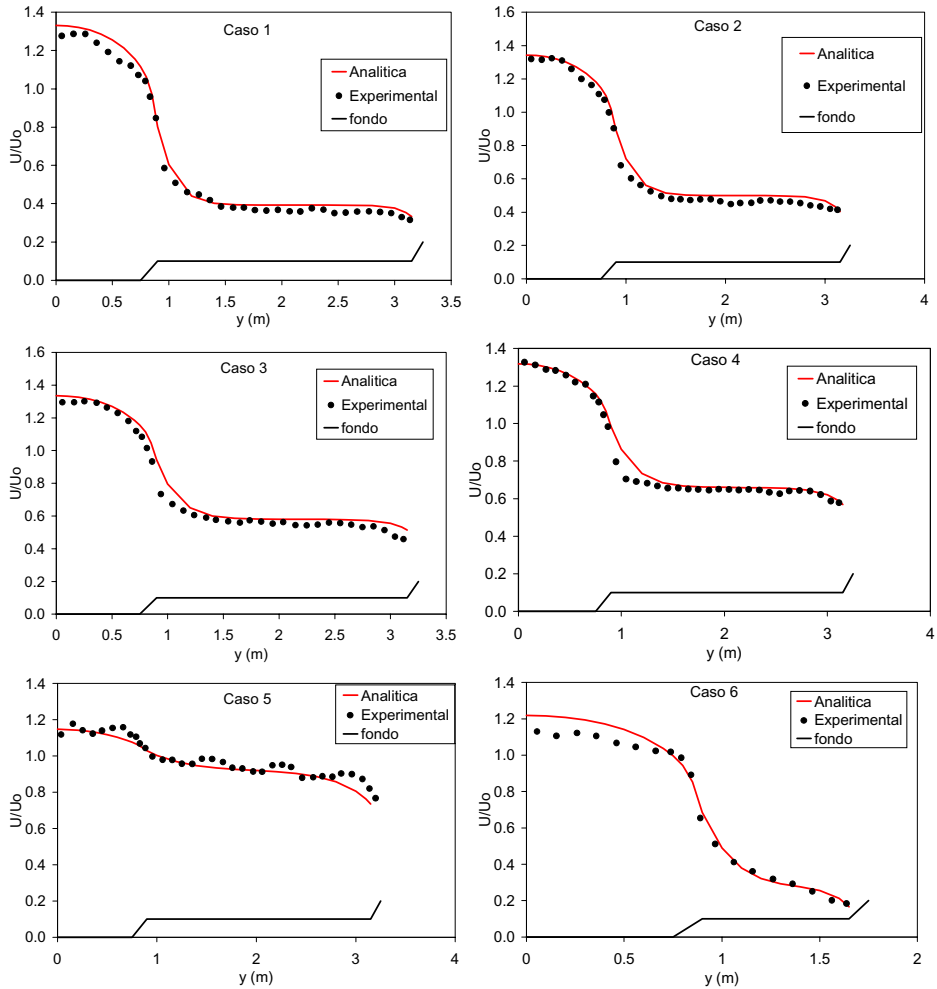 Caso 1
Analitica
Experimental
fondo
U/Uo
1.4
1.2
1.0
0.8
0.6
0.4
0.2
0.0
0 0.5 1 1.5 2 2.5 3 3.5
y (m)
Caso 2
Analitica
Experimental
fondo
U/Uo
1.6
1.4
1.2
1.0
0.8
0.6
0.4
0.2
0.0
0 1 2 3 4
y (m)
Caso 3
Analitica
Experimental
fondo
U/Uo
1.6
1.4
1.2
1.0
0.8
0.6
0.4
0.2
0.0
0 0.5 1 1.5 2 2.5 3 3.5
y (m)
Caso 4
Analitica
Experimental
fondo
U/Uo
1.4
1.2
1.0
0.8
0.6
0.4
0.2
0.0
0 1 2 3 4
y (m)
Caso 5
Analitica
Experimental
fondo
U/Uo
1.4
1.2
1.0
0.8
0.6
0.4
0.2
0.0
0 1 2 3 4
y (m)
Caso 6
Analitica
Experimental
fondo
U/Uo
1.4
1.2
1.0
0.8
0.6
0.4
0.2
0.0
0 0.5 1 1.5 2
y (m)